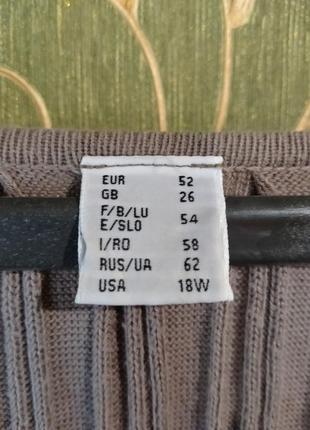 EUR 52
GB 26
F/B/LU
E/SLO 54
I/RO 58
RUS/UA 62
USA 18W